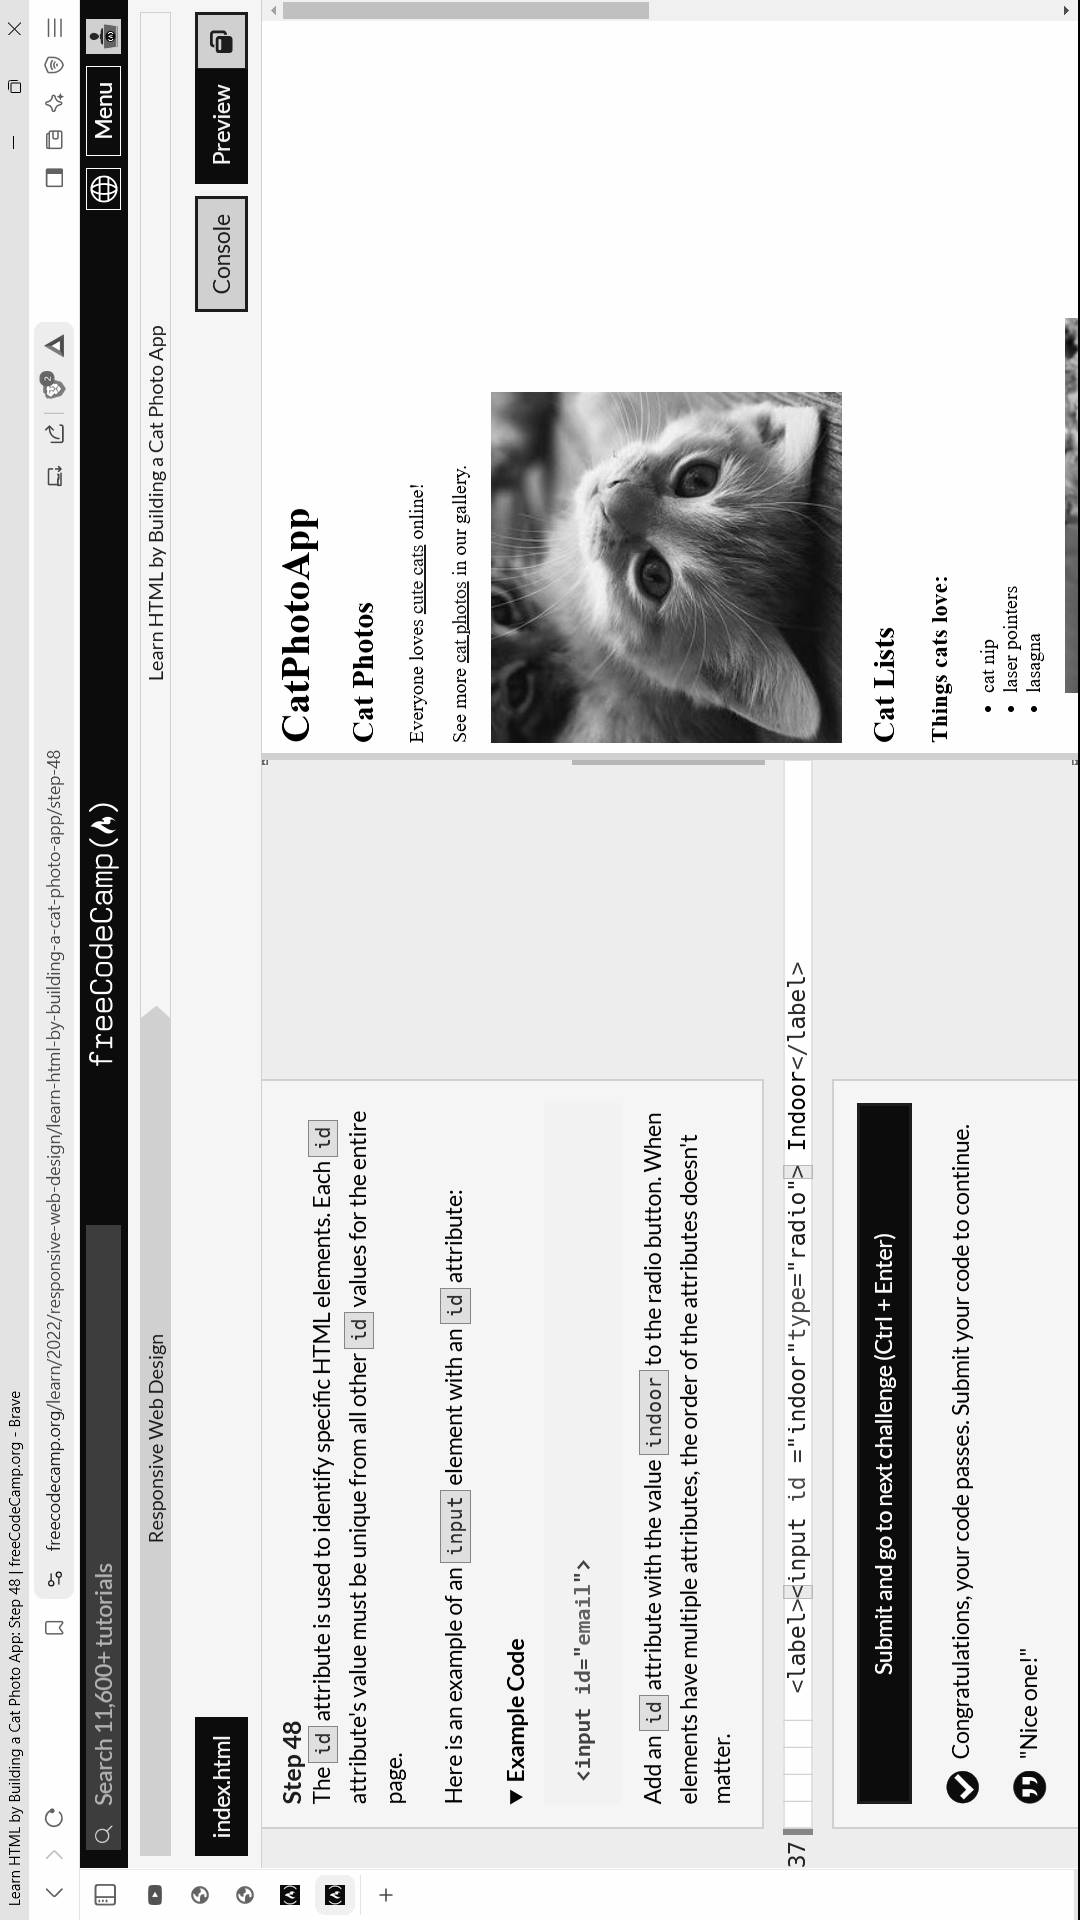 Learn HTML by Building a Cat Photo App: Step 48 | freeCodeCamp.org - Brave
freecodecamp.org/learn/2022/responsive-web-design/learn-html-by-building-a-cat-photo-app/step-48
2
Search 11,600+ tutorials
freeCodeCamp(🔥)
Menu
Responsive Web Design
Learn HTML by Building a Cat Photo App
index.html
Console
Preview
Step 48
The id attribute is used to identify specific HTML elements. Each id
attribute's value must be unique from all other id values for the entire
page.
Here is an example of an input element with an id attribute:
▼ Example Code
<input id="email">
Add an id attribute with the value indoor to the radio button. When
elements have multiple attributes, the order of the attributes doesn't
matter.
37 <label><input id ="indoor"type="radio"> Indoor</label>
Submit and go to next challenge (Ctrl + Enter)
Congratulations, your code passes. Submit your code to continue.
"Nice one!"
CatPhotoApp
Cat Photos
Everyone loves cute cats online!
See more cat photos in our gallery.
Cat Lists
Things cats love:
• cat nip
• laser pointers
• lasagna